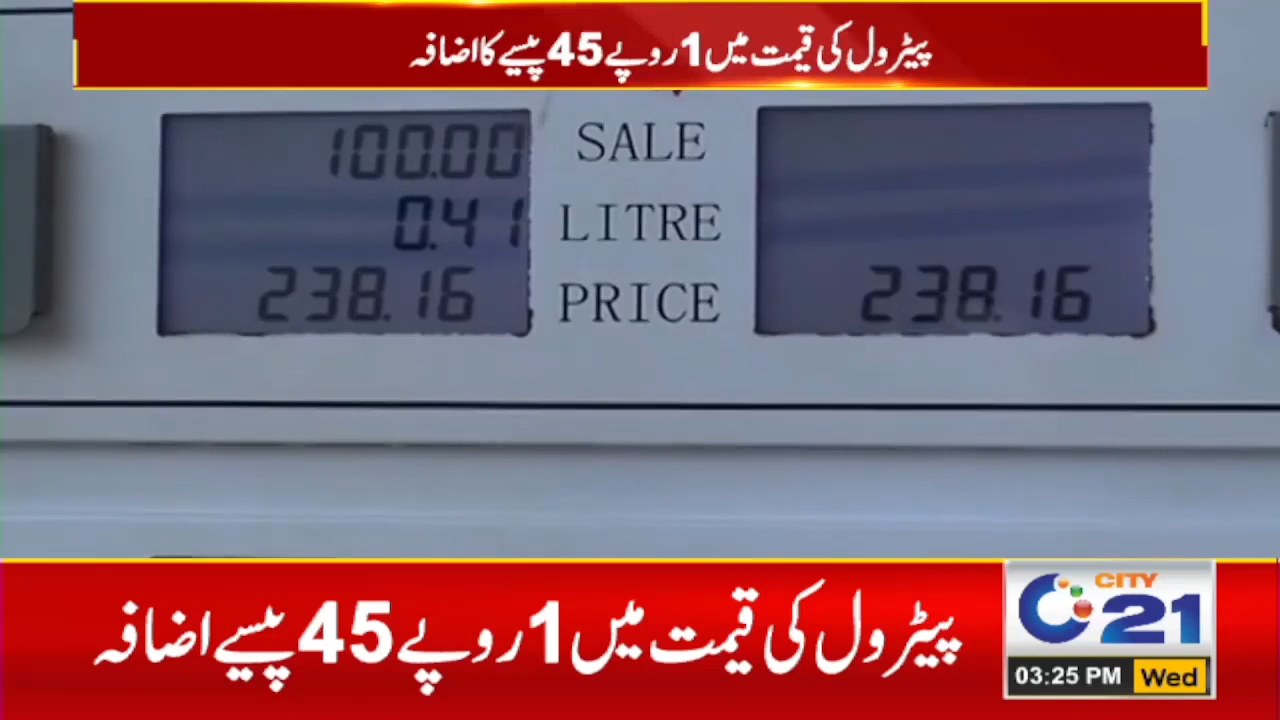 پیٹرول کی قیمت میں 1 روپے 45 پیسے کا اضافہ
100.00 SALE
0.41 LITRE
238.16 PRICE 238.16
پیٹرول کی قیمت میں 1 روپے 45 پیسے اضافہ
CITY
21
03:25 PM Wed